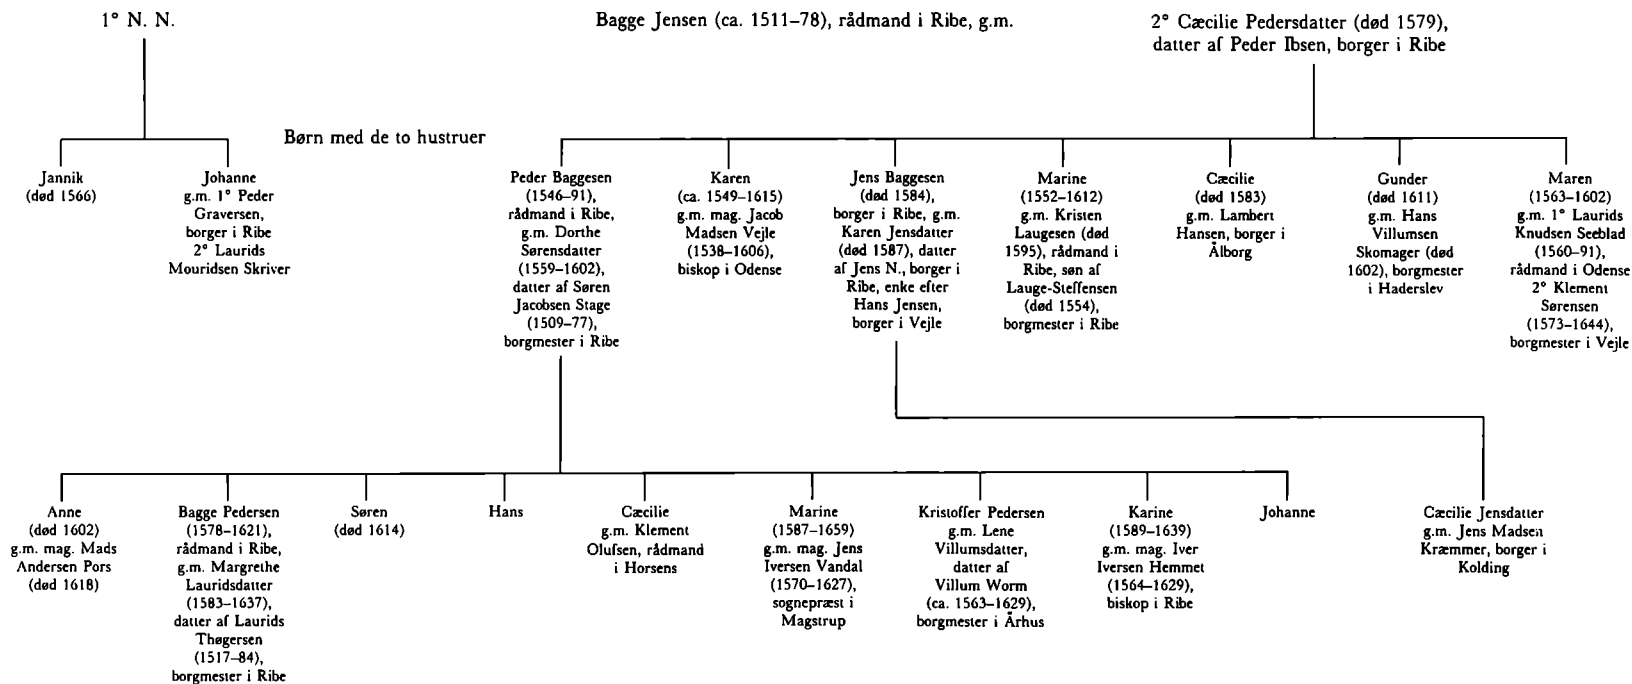 1° N. N.
Bagge Jensen (ca. 1511–78), rådmand i Ribe, g.m.
2° Cæcilie Pedersdatter (død 1579),
datter af Peder Ibsen, borger i Ribe
Børn med de to hustruer
Jannik
(død 1566)
Johanne
g.m. 1° Peder
Graversen,
borger i Ribe
2° Laurids
Mouridsen Skriver
Peder Baggesen
(1546–91),
rådmand i Ribe,
g.m. Dorthe
Sørensdatter
(1559–1602),
datter af Søren
Jacobsen Stage
(1509–77),
borgmester i Ribe
Karen
(ca. 1549–1615)
g.m. mag. Jacob
Madsen Vejle
(1538–1606),
biskop i Odense
Jens Baggesen
(død 1584),
borger i Ribe, g.m.
Karen Jensdatter
(død 1587), datter
af Jens N., borger i
Ribe, enke efter
Hans Jensen,
borger i Vejle
Marine
(1552–1612)
g.m. Kristen
Laugesen (død
1595), rådmand i
Ribe, søn af
Lauge-Steffensen
(død 1554),
borgmester i Ribe
Cæcilie
(død 1583)
g.m. Lambert
Hansen, borger i
Ålborg
Gunder
(død 1611)
g.m. Hans
Villumsen
Skomager (død
1602), borgmester
i Haderslev
Maren
(1563–1602)
g.m. 1° Laurids
Knudsen Seeblad
(1560–91),
rådmand i Odense
2° Klement
Sørensen
(1573–1644),
borgmester i Vejle
Anne
(død 1602)
g.m. mag. Mads
Andersen Pors
(død 1618)
Bagge Pedersen
(1578–1621),
rådmand i Ribe,
g.m. Margrethe
Lauridsdatter
(1583–1637),
datter af Laurids
Thøgersen
(1517–84),
borgmester i Ribe
Søren
(død 1614)
Hans
Cæcilie
g.m. Klement
Olufsen, rådmand
i Horsens
Marine
(1587–1659)
g.m. mag. Jens
Iversen Vandal
(1570–1627),
sognepræst i
Magstrup
Kristoffer Pedersen
g.m. Lene
Villumsdatter,
datter af
Villum Worm
(ca. 1563–1629),
borgmester i Århus
Karine
(1589–1639)
g.m. mag. Iver
Iversen Hemmet
(1564–1629),
biskop i Ribe
Johanne
Cæcilie Jensdatter
g.m. Jens Madsen
Kræmmer, borger i
Kolding